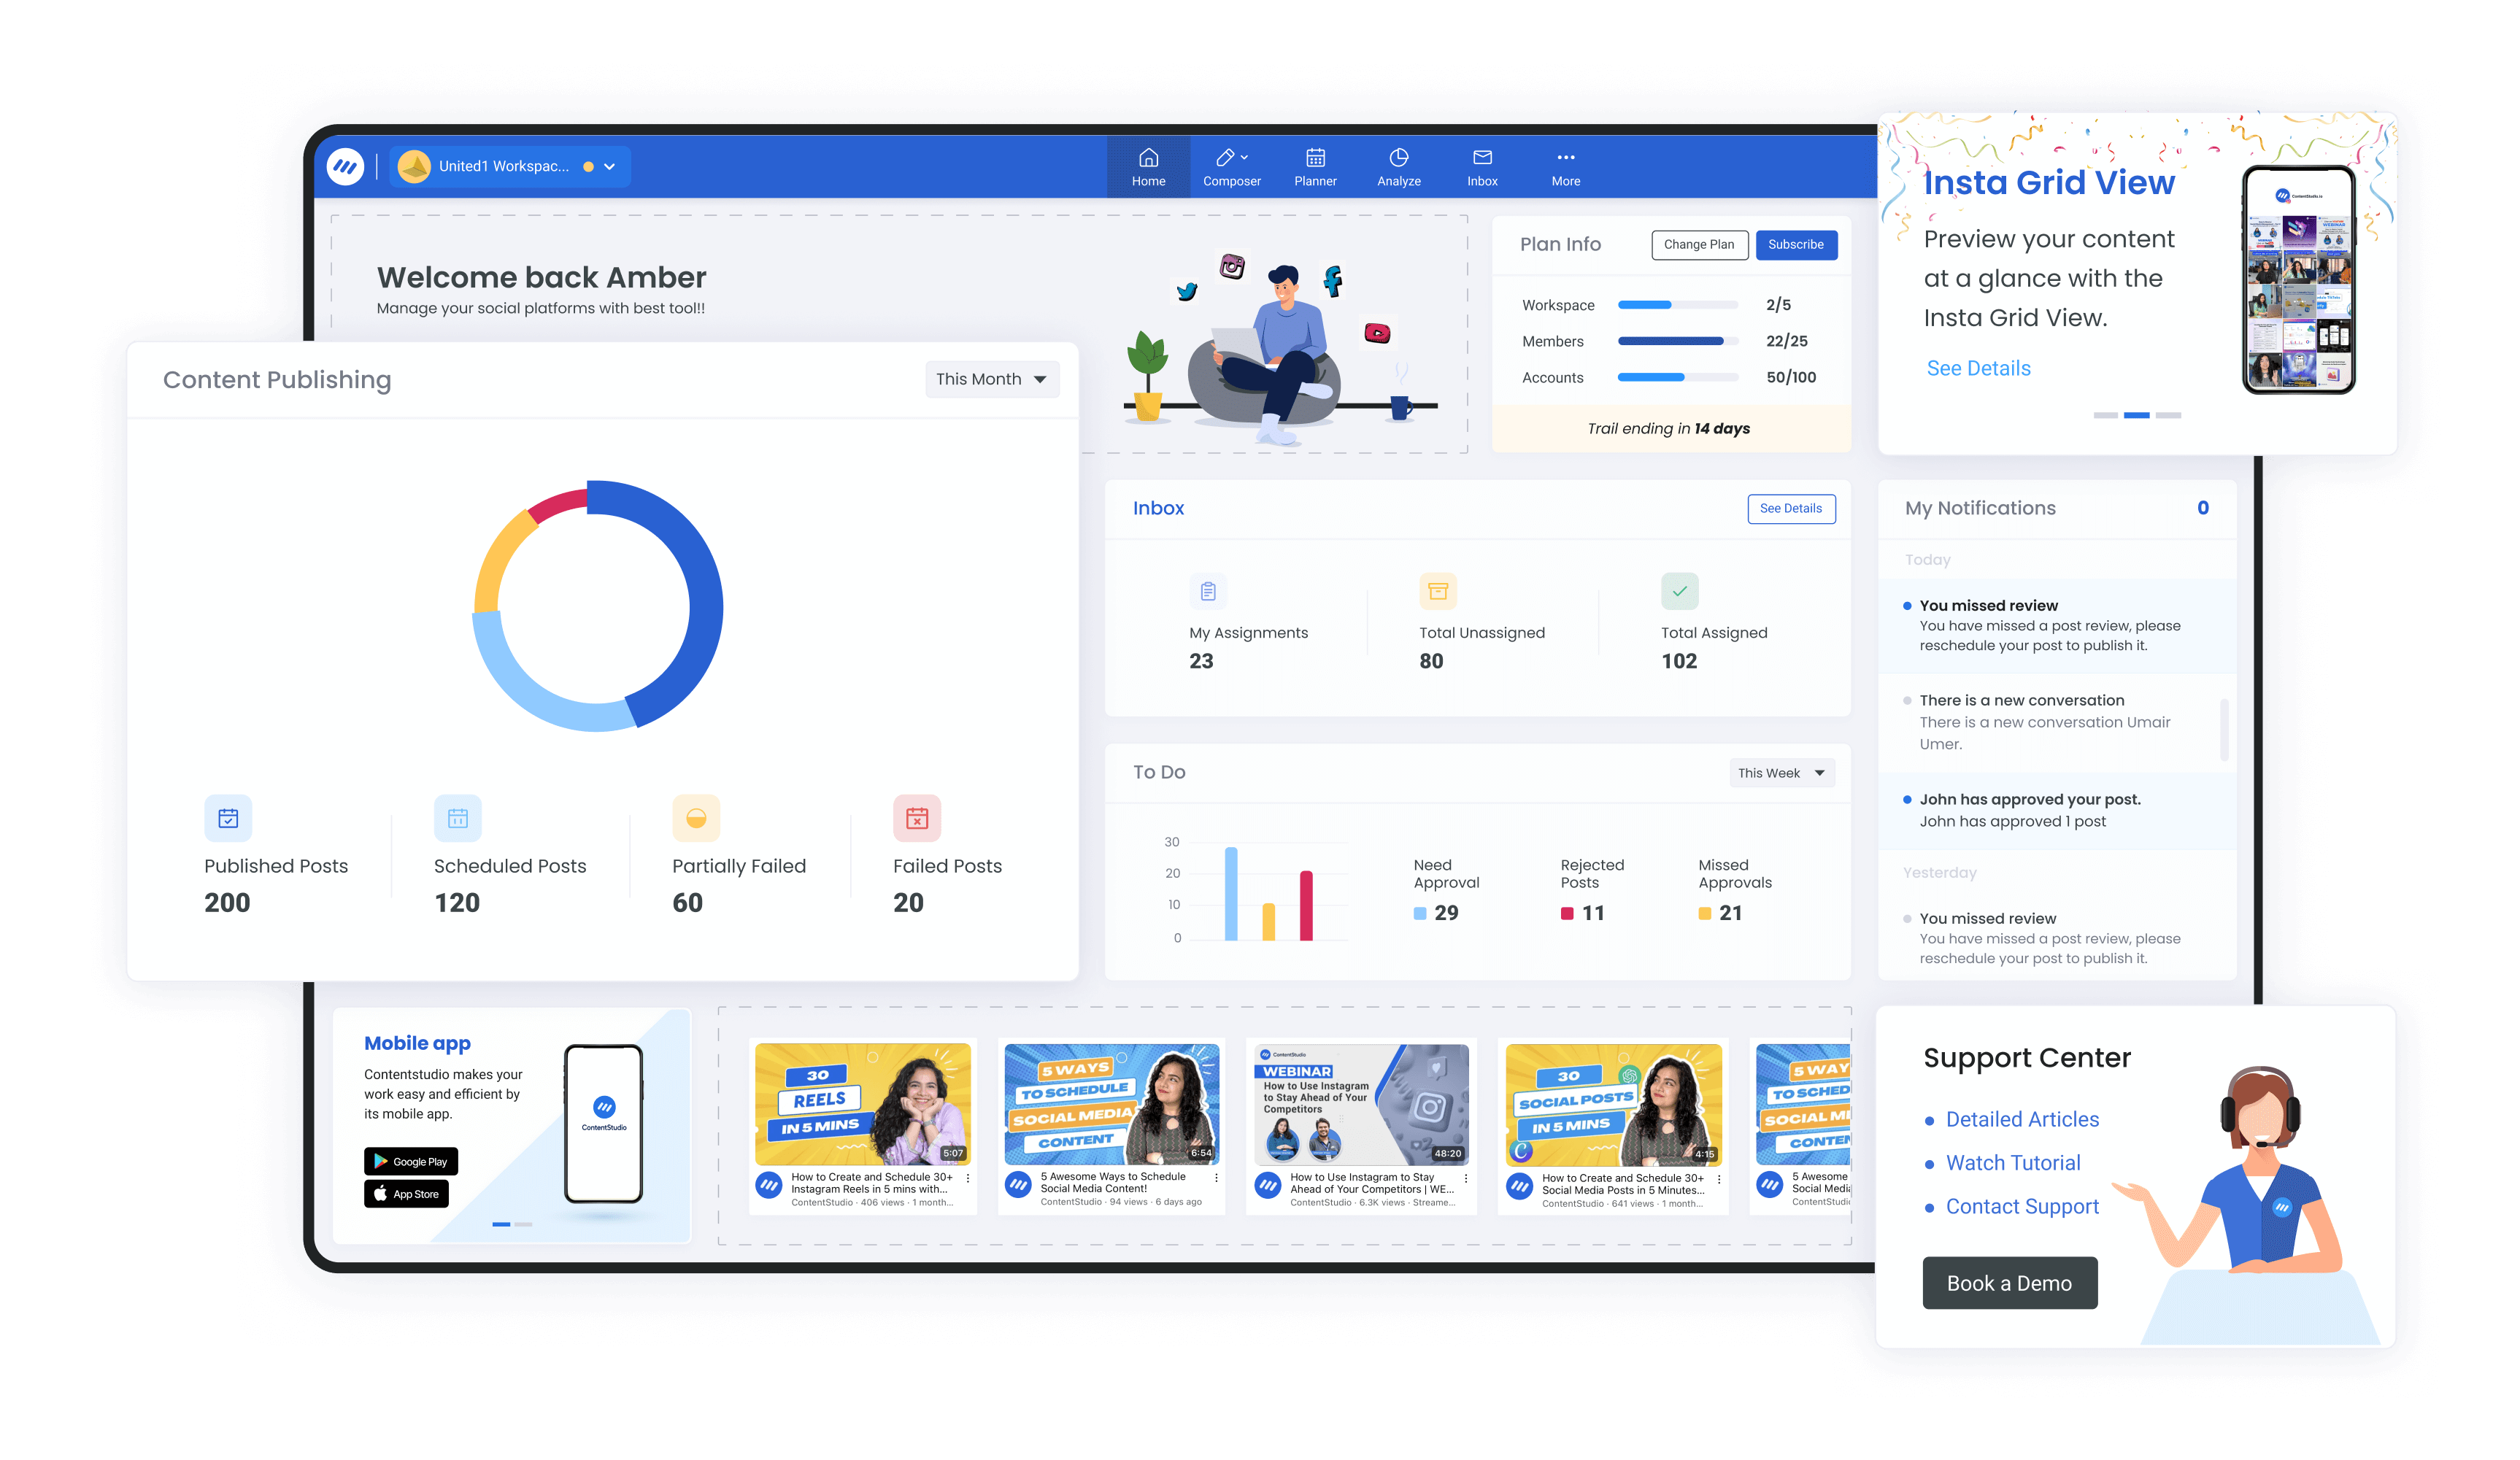 United1 Workspac...
Home
Composer
Planner
Analyze
Inbox
More
Welcome back Amber
Manage your social platforms with best tool!!
Plan Info
Change Plan
Subscribe
Workspace 2/5
Members 22/25
Accounts 50/100
Trail ending in 14 days
Insta Grid View
Preview your content
at a glance with the
Insta Grid View.
See Details
ContentStudio.io
Content Publishing
This Month
Published Posts
200
Scheduled Posts
120
Partially Failed
60
Failed Posts
20
Inbox
See Details
My Assignments
23
Total Unassigned
80
Total Assigned
102
To Do
This Week
30
20
10
0
Need
Approval
29
Rejected
Posts
11
Missed
Approvals
21
My Notifications 0
Today
You missed review
You have missed a post review, please
reschedule your post to publish it.
There is a new conversation
There is a new conversation Umair
Umer.
John has approved your post.
John has approved 1 post
Yesterday
You missed review
You have missed a post review, please
reschedule your post to publish it.
Mobile app
Contentstudio makes your
work easy and efficient by
its mobile app.
Google Play
App Store
ContentStudio
30
REELS
IN 5 MINS
5:07
How to Create and Schedule 30+
Instagram Reels in 5 mins with...
ContentStudio · 406 views · 1 month...
5 WAYS
TO SCHEDULE
SOCIAL MEDIA
CONTENT
6:54
5 Awesome Ways to Schedule
Social Media Content!
ContentStudio · 94 views · 6 days ago
ContentStudio
WEBINAR
How to Use Instagram
to Stay Ahead of Your
Competitors
48:20
How to Use Instagram to Stay
Ahead of Your Competitors | WE...
ContentStudio · 6.3K views · Streame...
30
SOCIAL POSTS
IN 5 MINS
4:15
How to Create and Schedule 30+
Social Media Posts in 5 Minutes...
ContentStudio · 641 views · 1 month...
5 WAY
TO SCHED
SOCIAL MI
CONTEN
5 Awesome
Social Medi
ContentStudi
Support Center
Detailed Articles
Watch Tutorial
Contact Support
Book a Demo